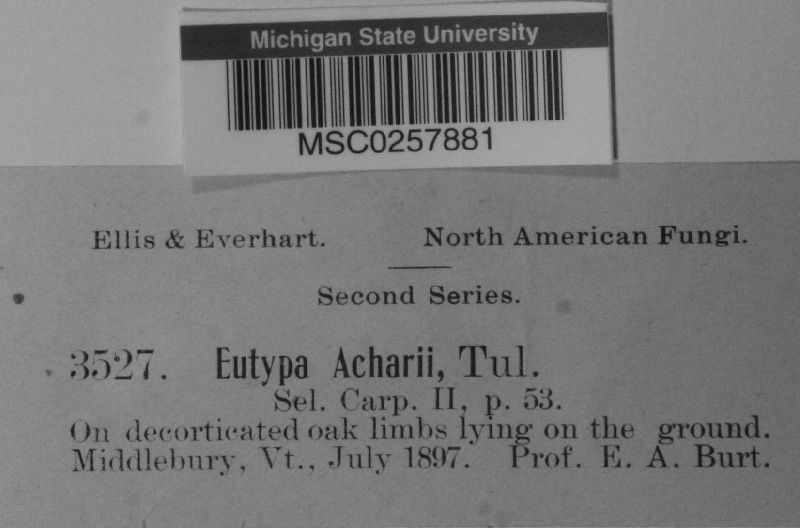 Michigan State University
MSC0257881
Ellis & Everhart. North American Fungi.
Second Series.
3527. Eutypa Acharii, Tul.
Sel. Carp. II, p. 53.
On decorticated oak limbs lying on the ground.
Middlebury, Vt., July 1897. Prof. E. A. Burt.